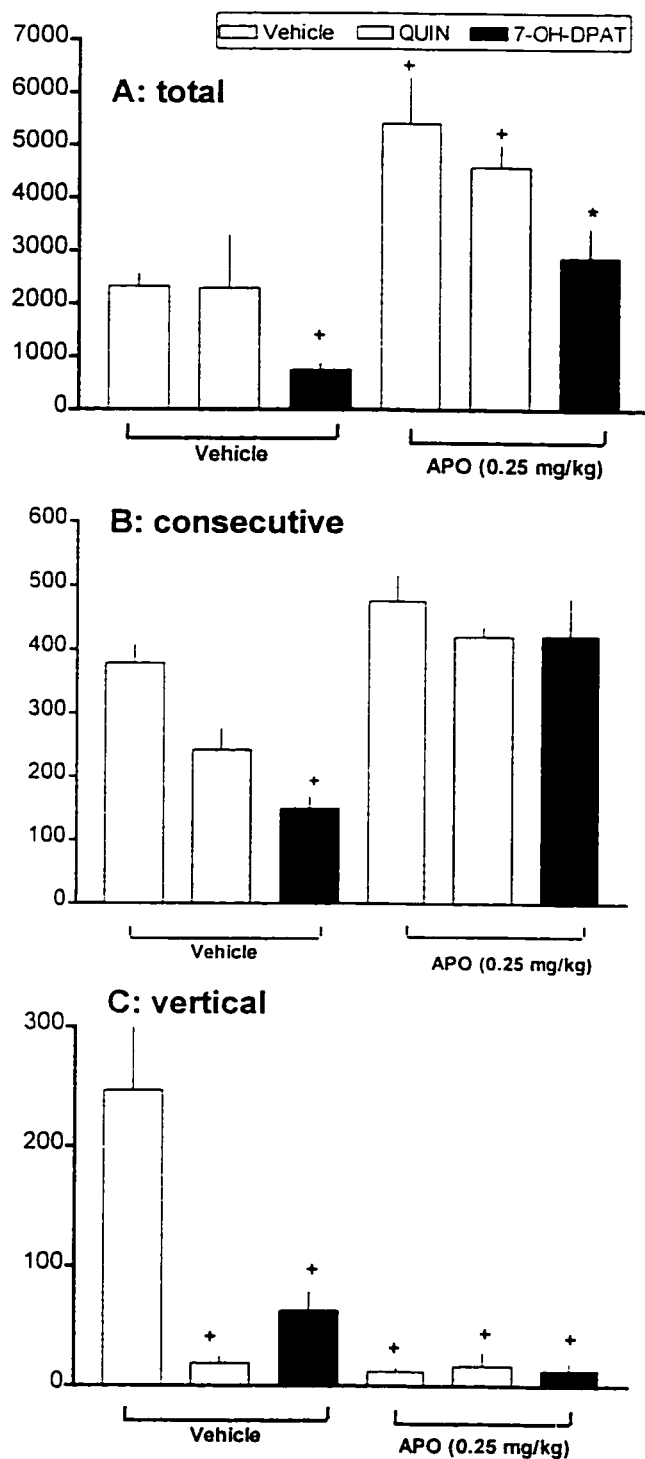 Vehicle QUIN 7-OH-DPAT
A: total
7000
6000
5000
4000
3000
2000
1000
0
+
+
+
*
Vehicle
APO (0.25 mg/kg)
B: consecutive
600
500
400
300
200
100
0
+
Vehicle
APO (0.25 mg/kg)
C: vertical
300
200
100
0
+
+
+
+
+
Vehicle
APO (0.25 mg/kg)